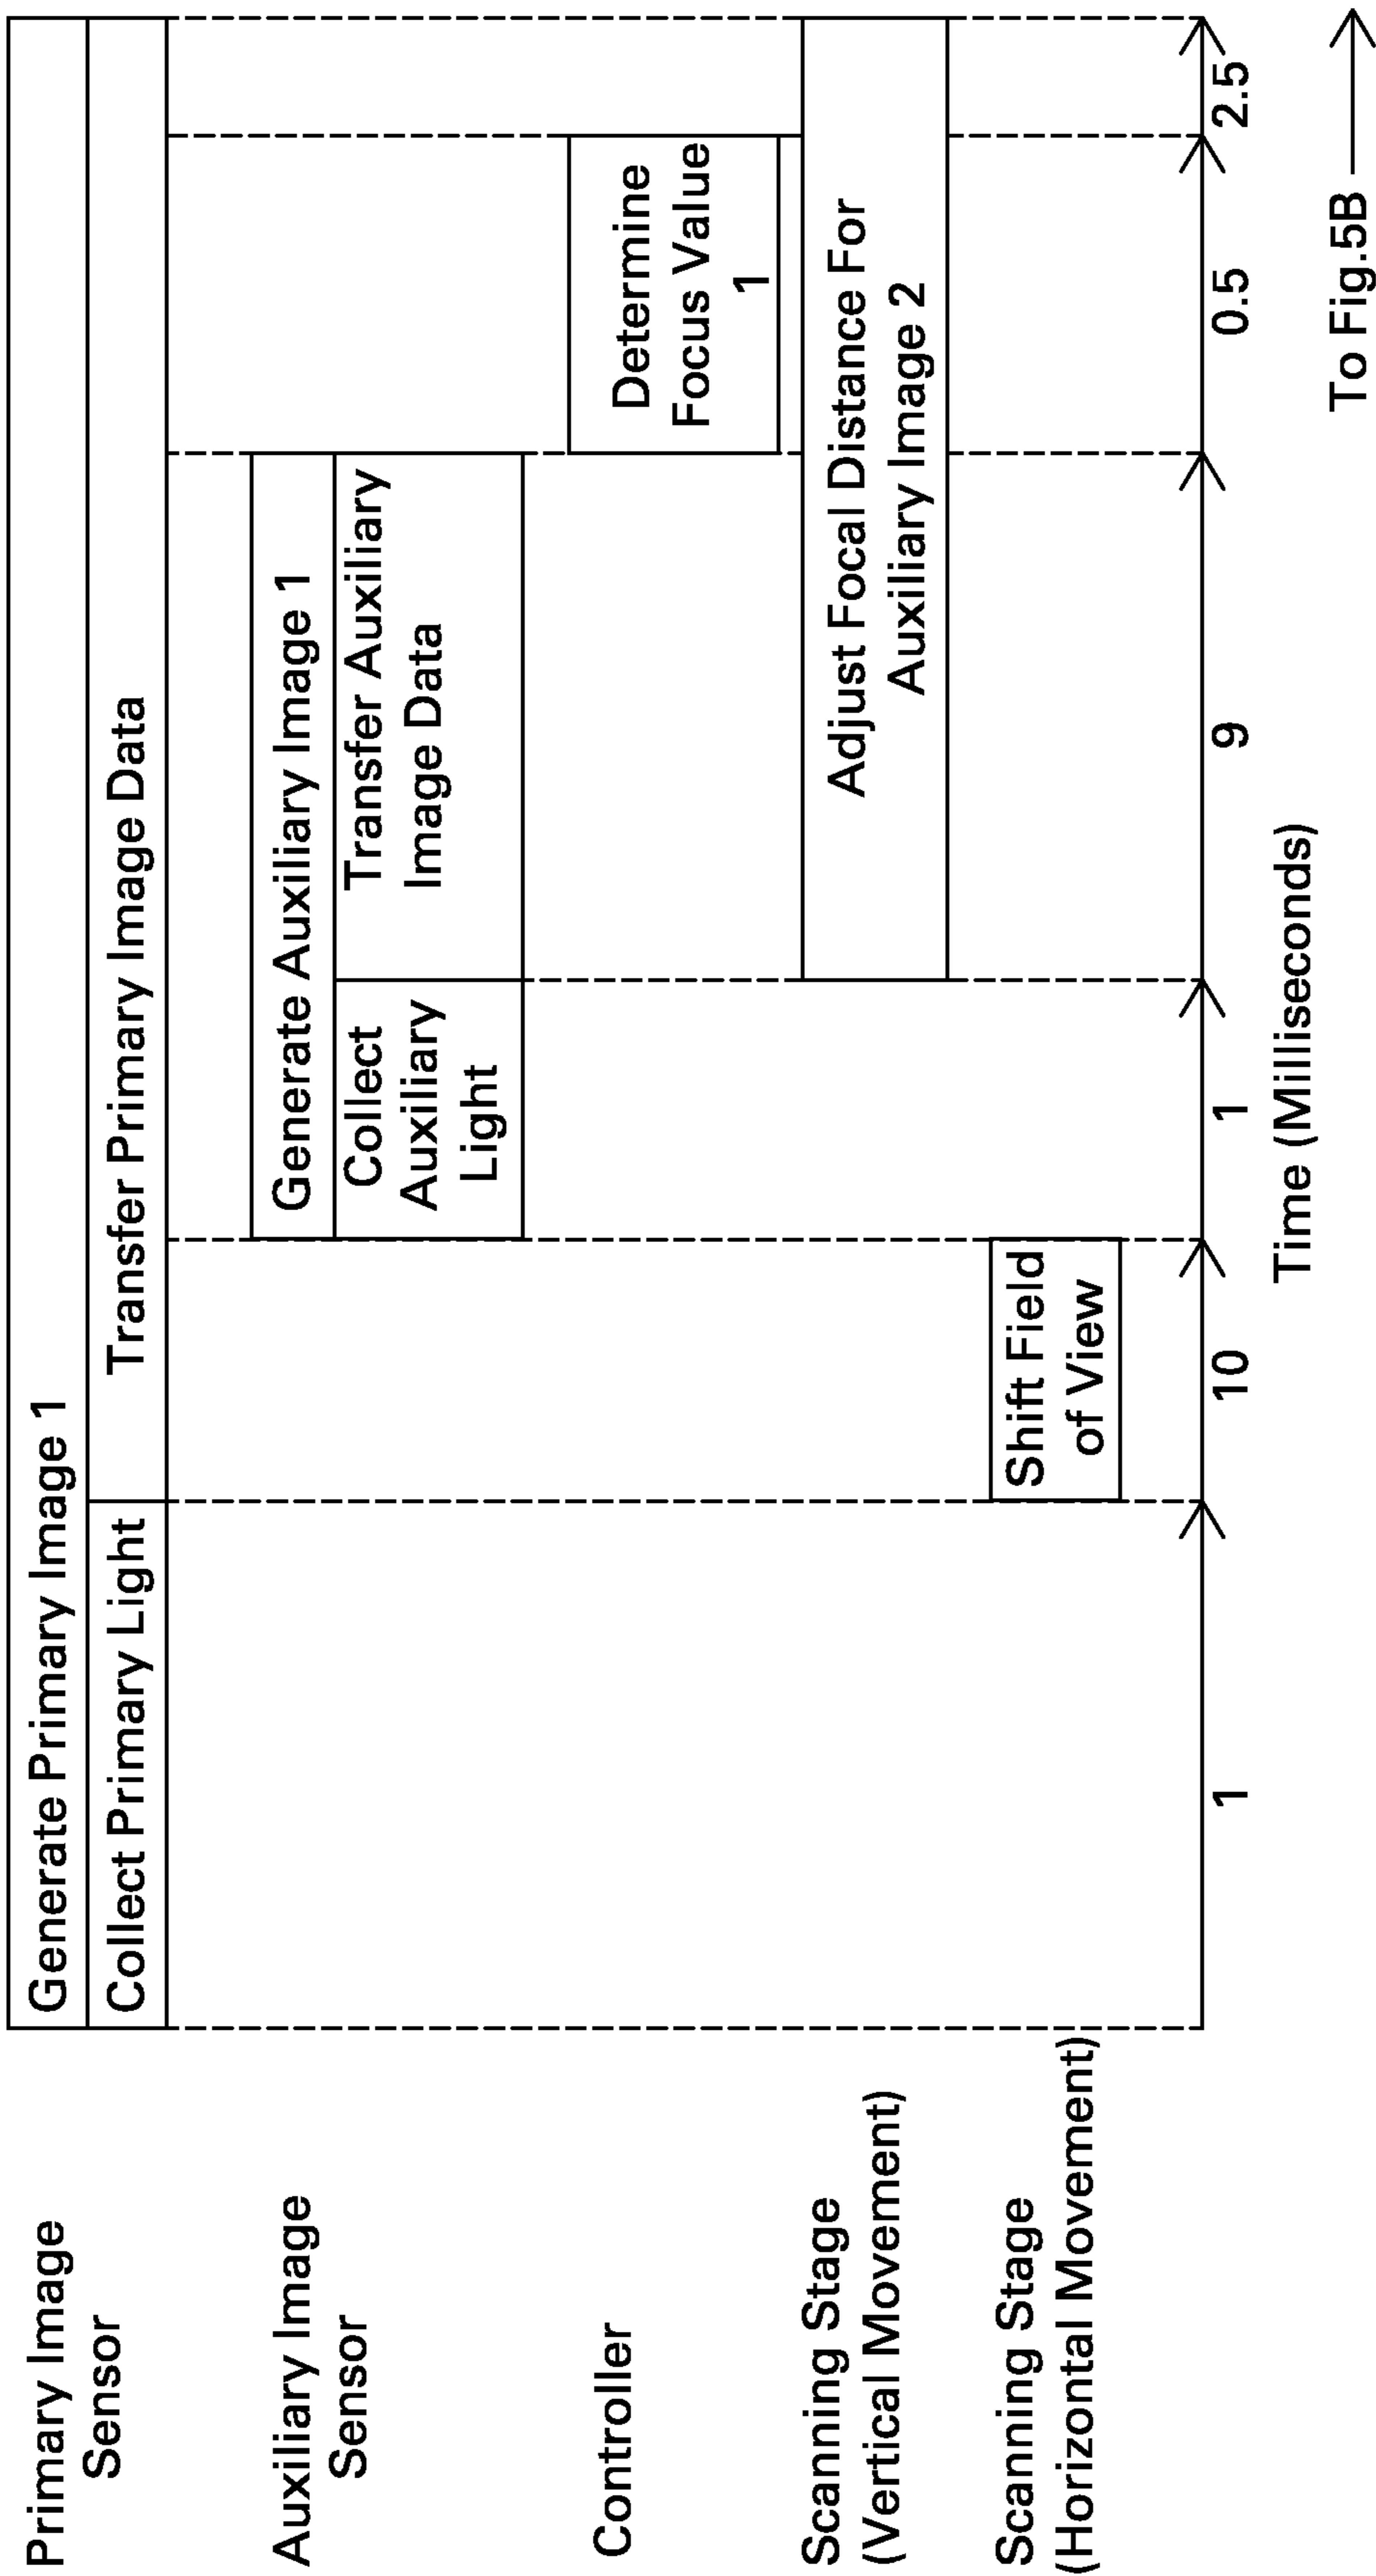 Primary Image
Sensor
Generate Primary Image 1
Collect Primary Light
Transfer Primary Image Data
Auxiliary Image
Sensor
Generate Auxiliary Image 1
Collect
Auxiliary
Light
Transfer Auxiliary
Image Data
Controller
Determine
Focus Value
1
Scanning Stage
(Vertical Movement)
Adjust Focal Distance For
Auxiliary Image 2
Scanning Stage
(Horizontal Movement)
Shift Field
of View
1 10 1 9 0.5 2.5
Time (Milliseconds)
To Fig.5B